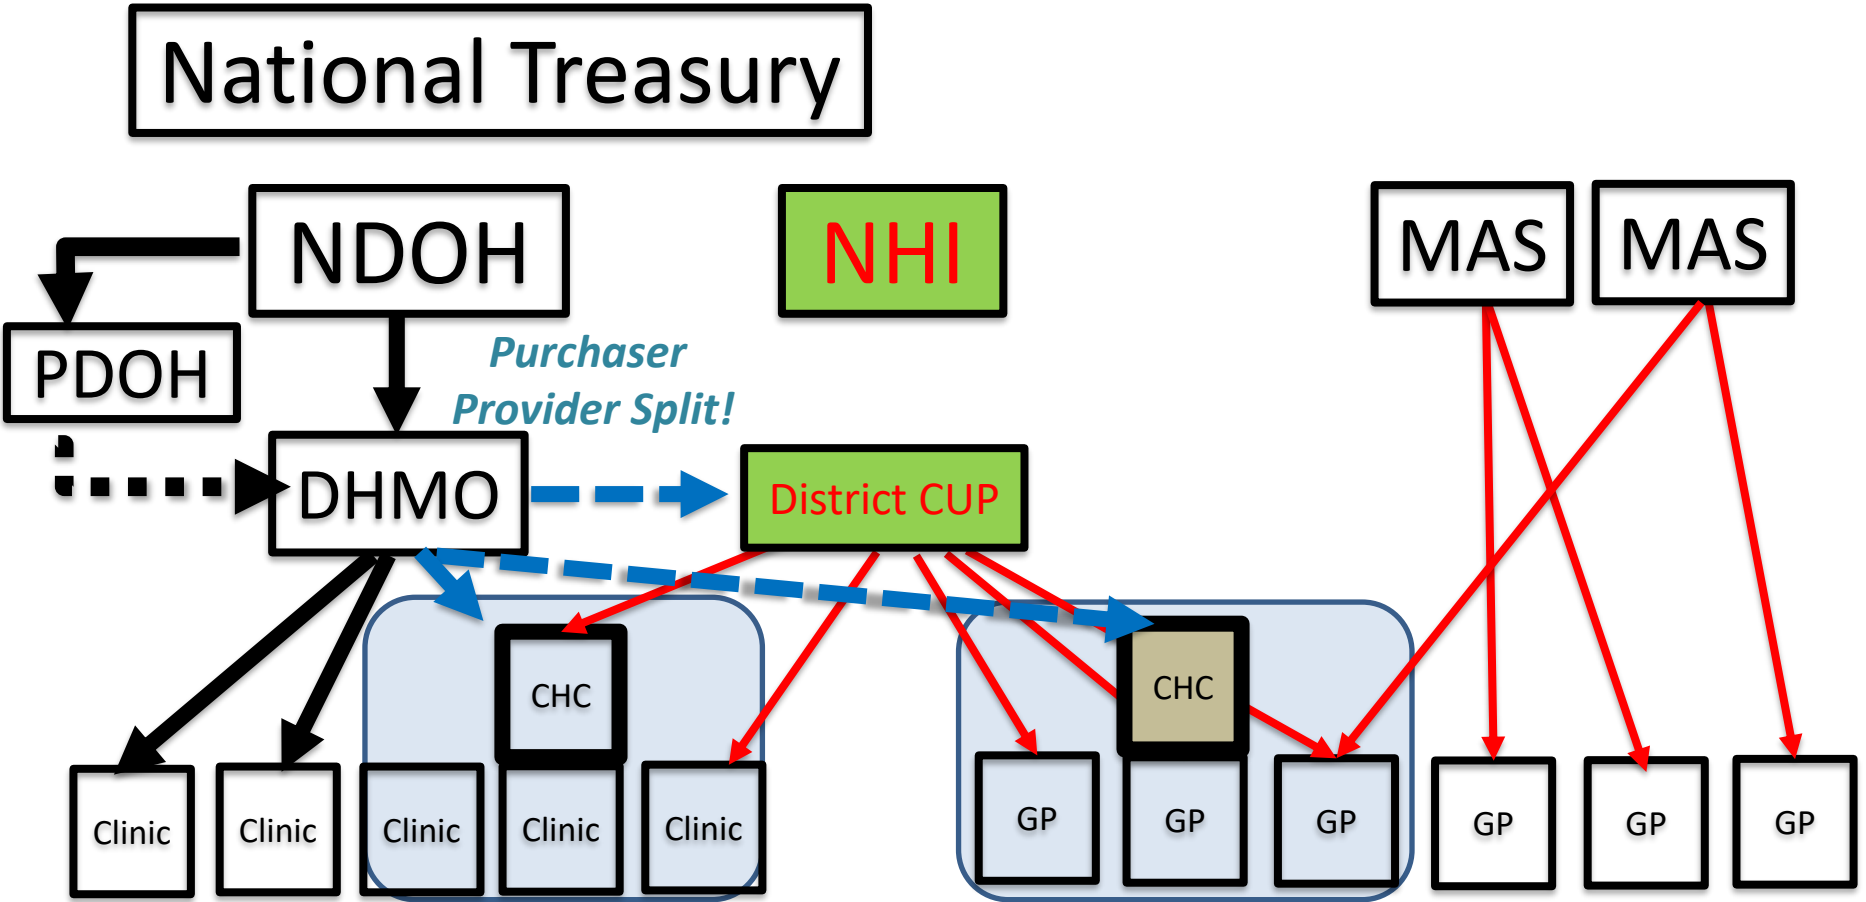 National Treasury
NDOH
NHI
MAS
MAS
PDOH
Purchaser
Provider Split!
DHMO
District CUP
CHC
CHC
Clinic
Clinic
Clinic
Clinic
Clinic
GP
GP
GP
GP
GP
GP